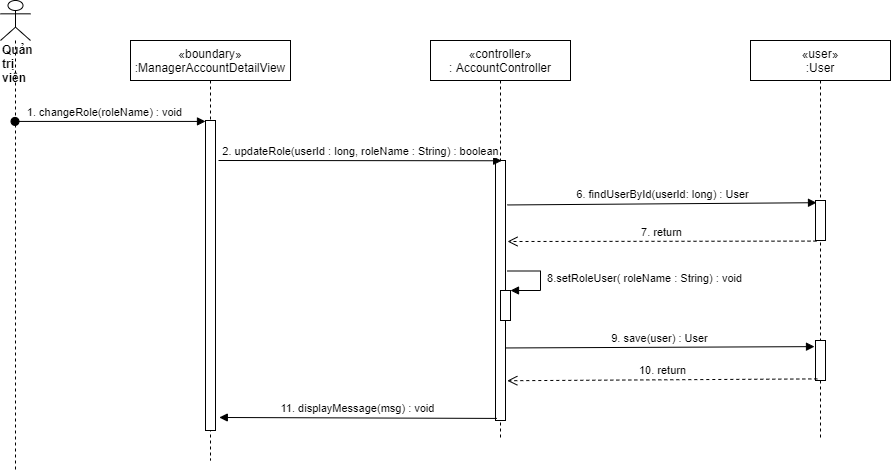 Quản
trị
viên
«boundary»
:ManagerAccountDetailView
«controller»
: AccountController
«user»
:User
1. changeRole(roleName) : void
2. updateRole(userId : long, roleName : String) : boolean
6. findUserById(userId: long) : User
7. return
8.setRoleUser( roleName : String) : void
9. save(user) : User
10. return
11. displayMessage(msg) : void